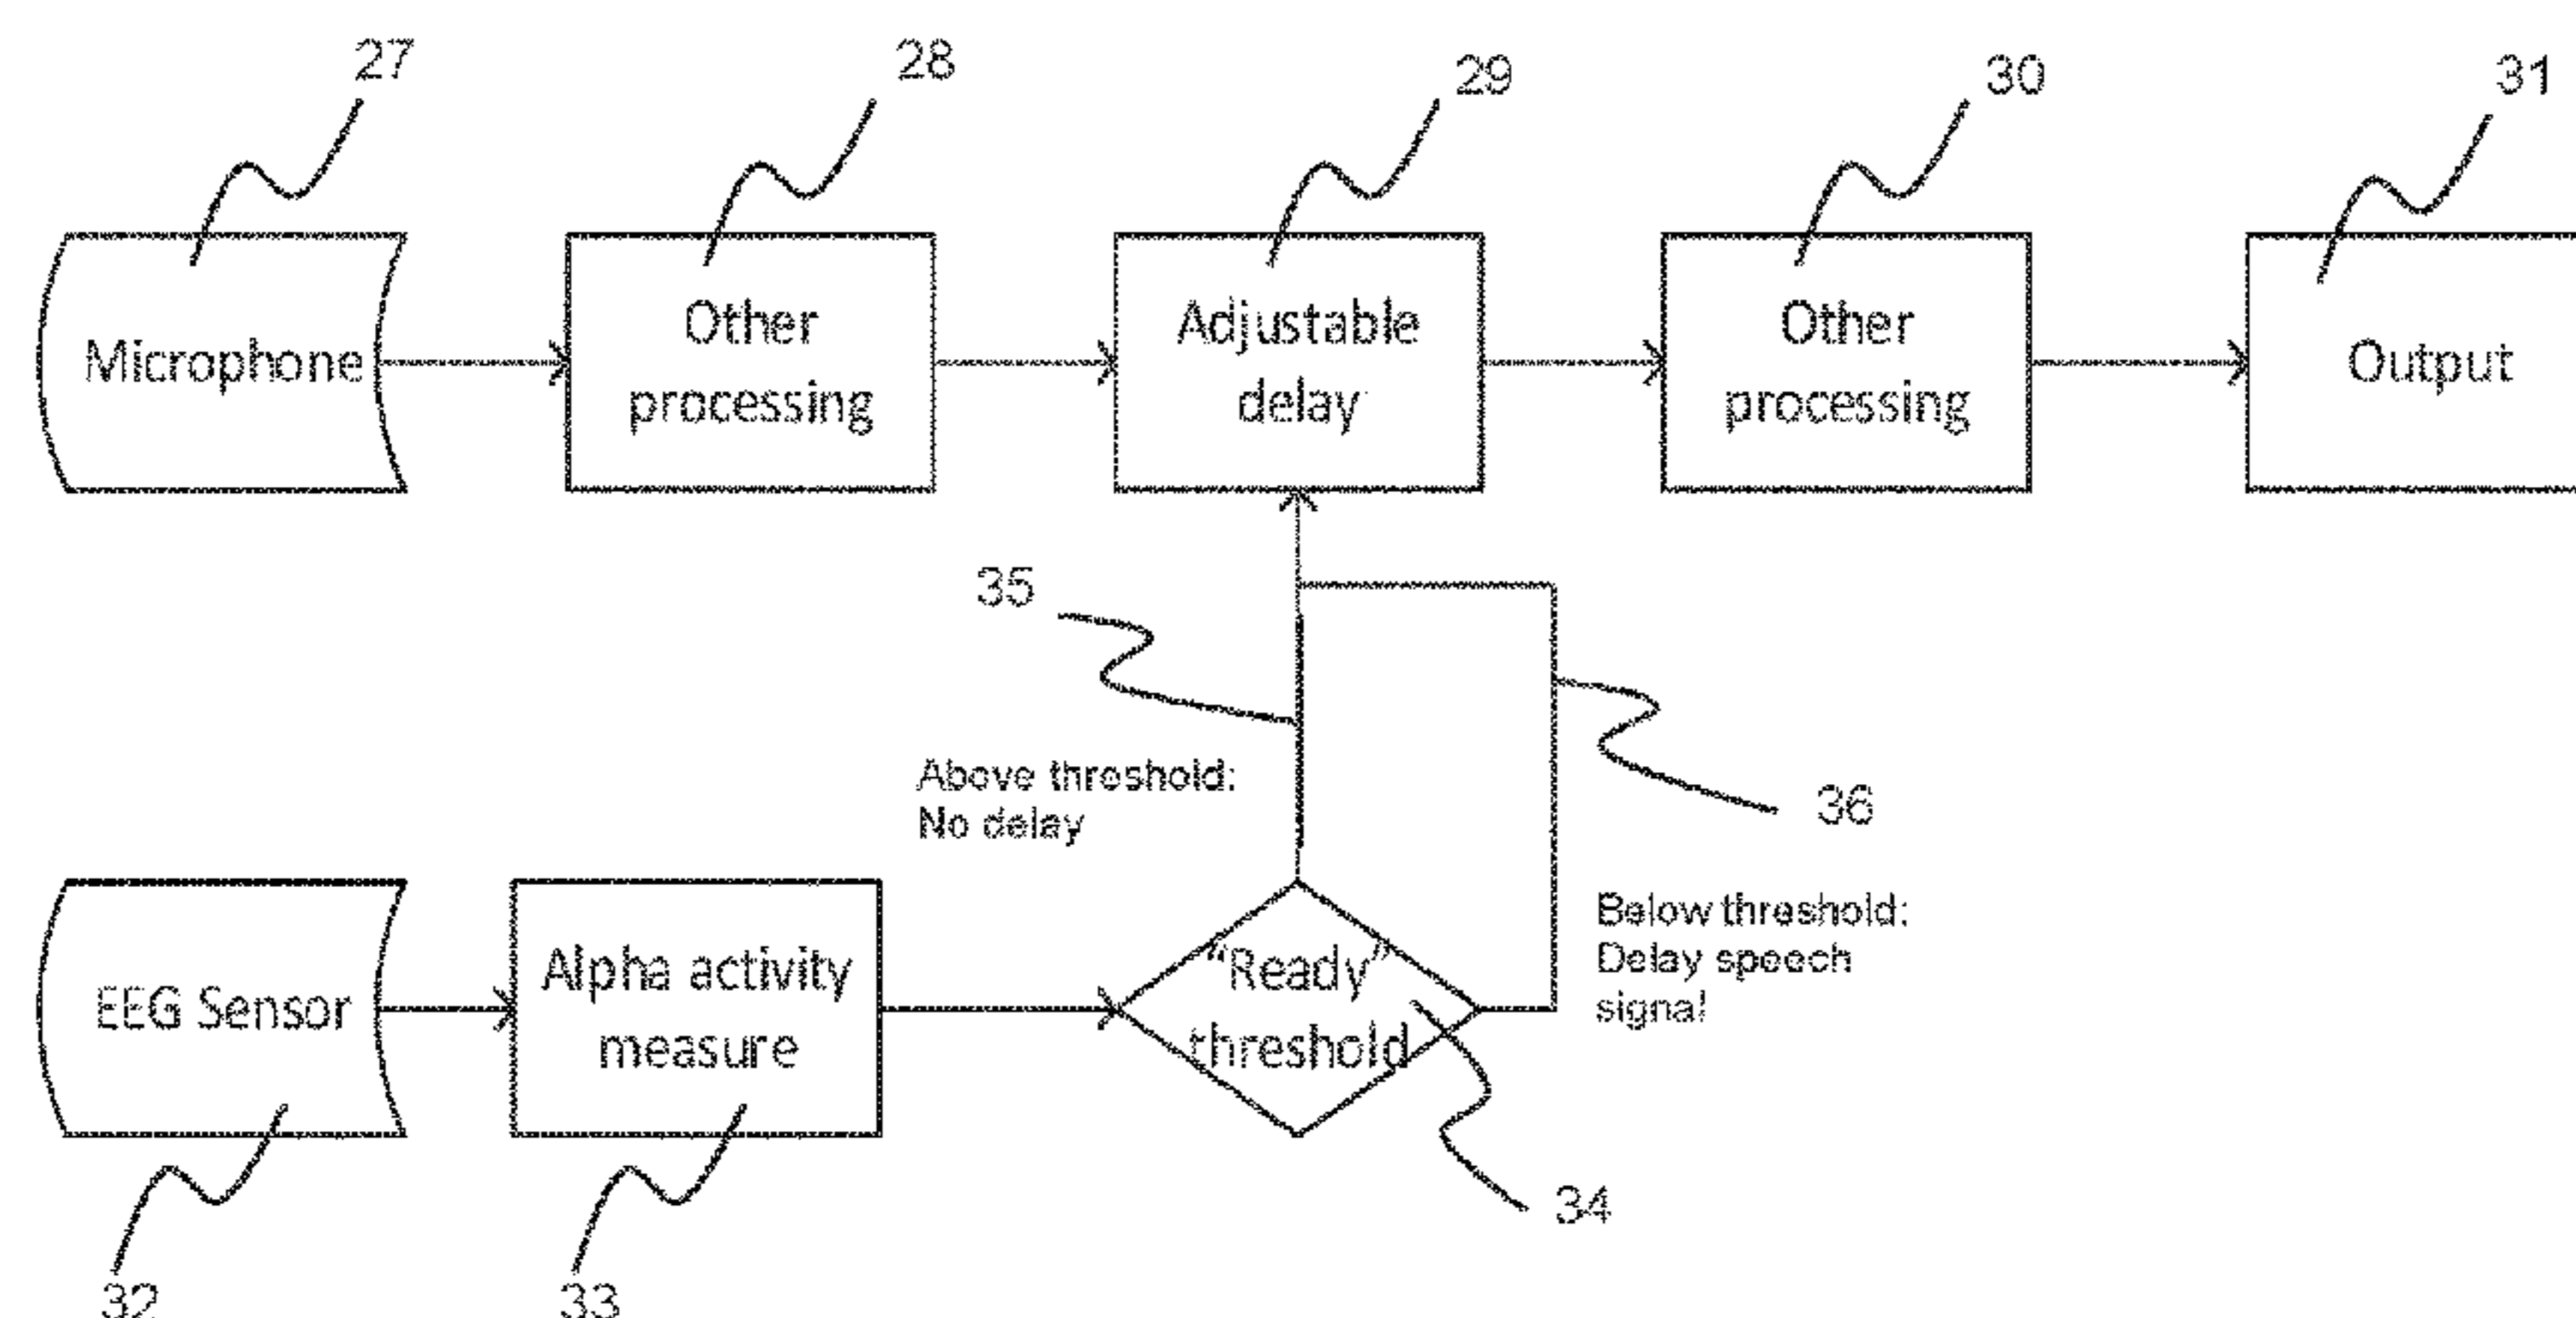 27
28
29
30
31
Microphone
Other
processing
Adjustable
delay
Other
processing
Output
35
Above threshold:
No delay
36
Below threshold:
Delay speech
signal
EEG Sensor
Alpha activity
measure
"Ready"
threshold
34
32
33